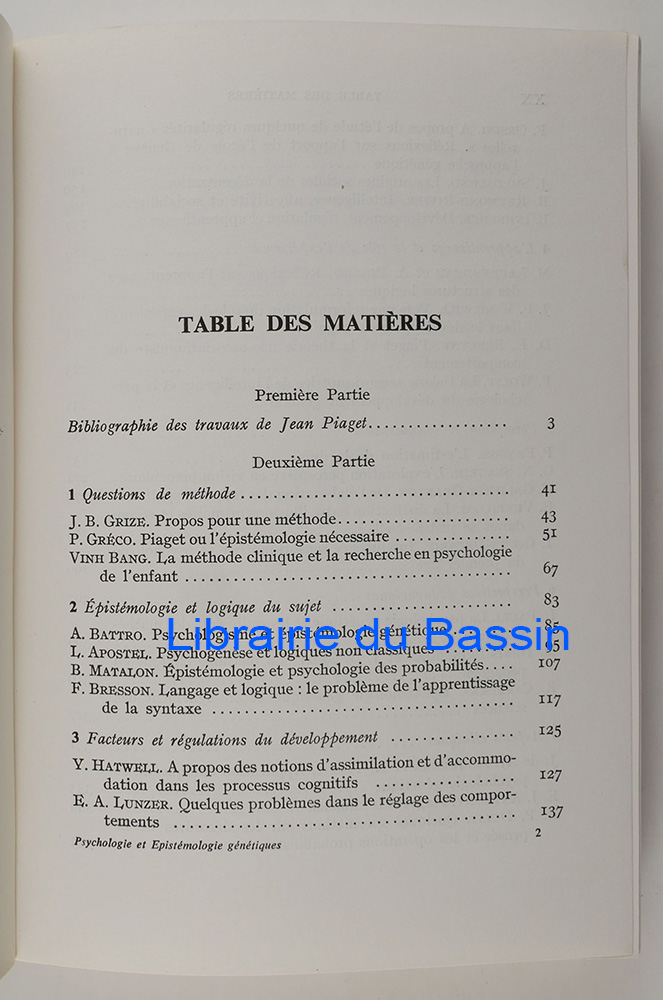 TABLE DES MATIÈRES
Première Partie
Bibliographie des travaux de Jean Piaget.................. 3
Deuxième Partie
1 Questions de méthode .................................. 41
J. B. GRIZE. Propos pour une méthode...................... 43
P. GRÉCO. Piaget ou l'épistémologie nécessaire ............... 51
VINH BANG. La méthode clinique et la recherche en psychologie
de l'enfant ......................................... 67
2 Épistémologie et logique du sujet ....................... 83
A. BATTRO. Psychologisme et épistémologie génétique ........ 85
L. APOSTEL. Psychogenèse et logiques non classiques ......... 95
Librairie du Bassin
B. MATALON. Épistémologie et psychologie des probabilités.... 107
F. BRESSON. Langage et logique : le problème de l'apprentissage
de la syntaxe ...................................... 117
3 Facteurs et régulations du développement ................ 125
Y. HATWELL. A propos des notions d'assimilation et d'accommo-
dation dans les processus cognitifs .................. 127
E. A. LUNZER. Quelques problèmes dans le réglage des compor-
tements ........................................... 137
Psychologie et Epistémologie génétiques 2